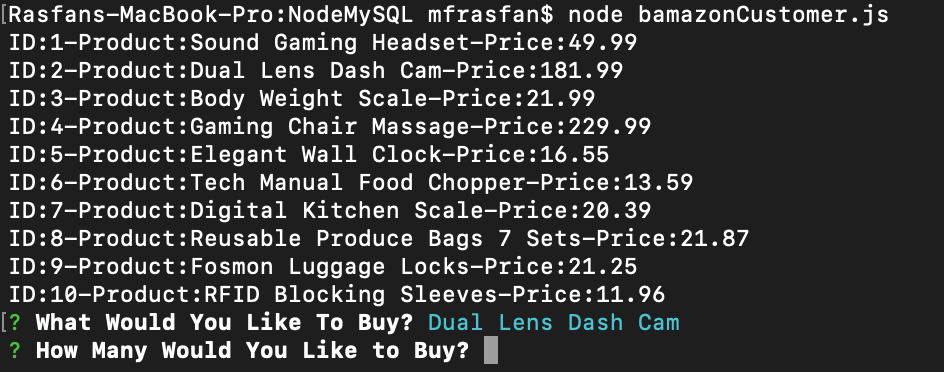 [Rasfans-MacBook-Pro:NodeMySQL mfrasfan$ node bamazonCustomer.js
ID:1-Product:Sound Gaming Headset-Price:49.99
ID:2-Product:Dual Lens Dash Cam-Price:181.99
ID:3-Product:Body Weight Scale-Price:21.99
ID:4-Product:Gaming Chair Massage-Price:229.99
ID:5-Product:Elegant Wall Clock-Price:16.55
ID:6-Product:Tech Manual Food Chopper-Price:13.59
ID:7-Product:Digital Kitchen Scale-Price:20.39
ID:8-Product:Reusable Produce Bags 7 Sets-Price:21.87
ID:9-Product:Fosmon Luggage Locks-Price:21.25
ID:10-Product:RFID Blocking Sleeves-Price:11.96
[? What Would You Like To Buy? Dual Lens Dash Cam
? How Many Would You Like to Buy?